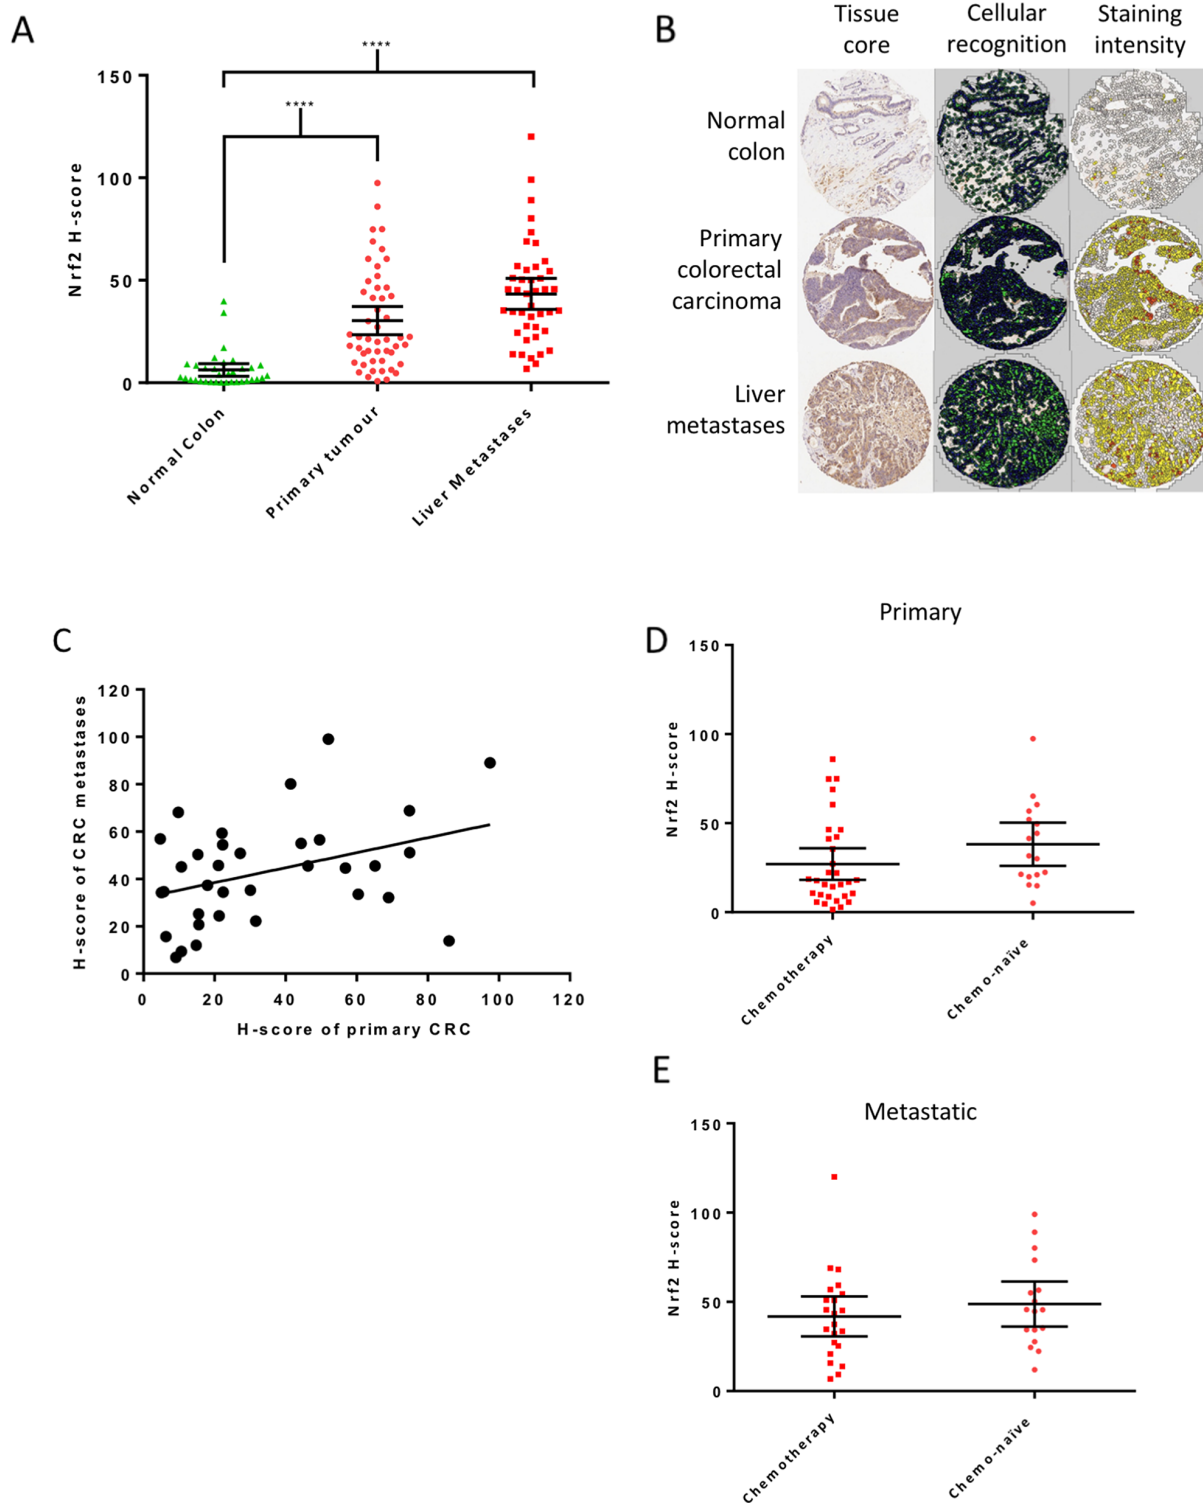 A
****
****
150
100
50
0
Nrf2 H-score
Normal Colon
Primary tumour
Liver Metastases
B
Tissue core
Cellular recognition
Staining intensity
Normal colon
Primary colorectal carcinoma
Liver metastases
C
120
100
80
60
40
20
0
H-score of CRC metastases
0 20 40 60 80 100 120
H-score of primary CRC
D
Primary
150
100
50
0
Nrf2 H-score
Chemotherapy
Chemo-naïve
E
Metastatic
150
100
50
0
Nrf2 H-score
Chemotherapy
Chemo-naïve